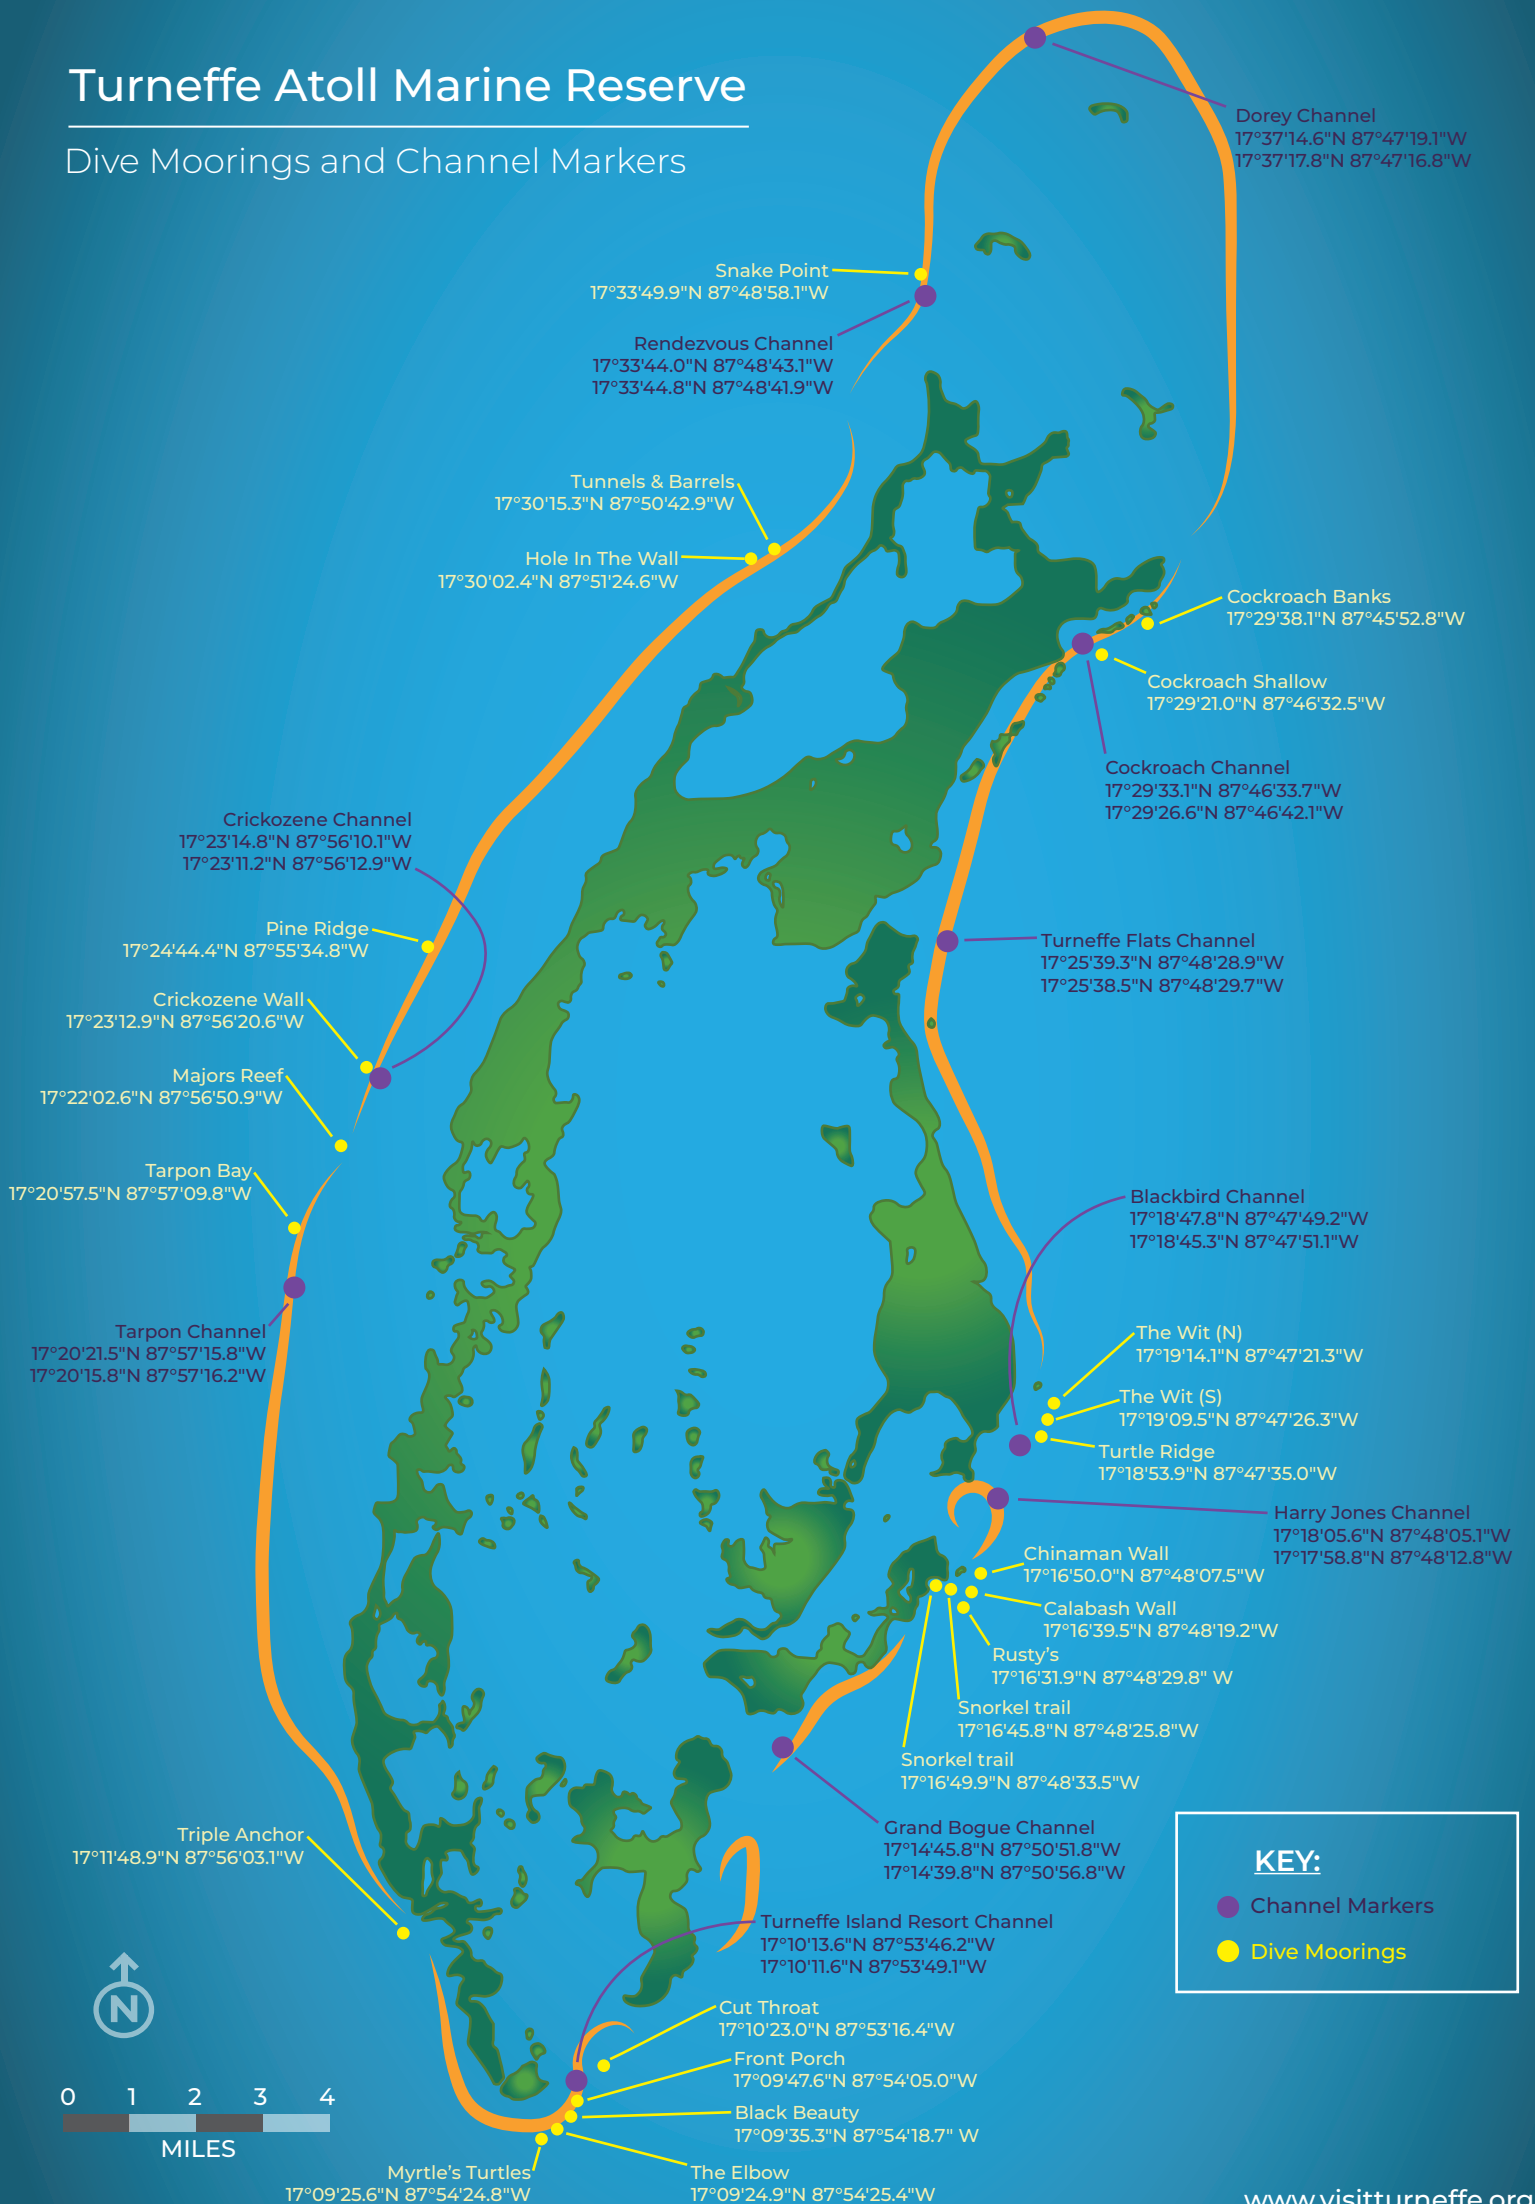 Turneffe Atoll Marine Reserve
Dive Moorings and Channel Markers
Dorey Channel
17°37'14.6"N 87°47'19.1"W
17°37'17.8"N 87°47'16.8"W
Snake Point
17°33'49.9"N 87°48'58.1"W
Rendezvous Channel
17°33'44.0"N 87°48'43.1"W
17°33'44.8"N 87°48'41.9"W
Tunnels & Barrels
17°30'15.3"N 87°50'42.9"W
Hole In The Wall
17°30'02.4"N 87°51'24.6"W
Cockroach Banks
17°29'38.1"N 87°45'52.8"W
Cockroach Shallow
17°29'21.0"N 87°46'32.5"W
Cockroach Channel
17°29'33.1"N 87°46'33.7"W
17°29'26.6"N 87°46'42.1"W
Crickozene Channel
17°23'14.8"N 87°56'10.1"W
17°23'11.2"N 87°56'12.9"W
Pine Ridge
17°24'44.4"N 87°55'34.8"W
Turneffe Flats Channel
17°25'39.3"N 87°48'28.9"W
17°25'38.5"N 87°48'29.7"W
Crickozene Wall
17°23'12.9"N 87°56'20.6"W
Majors Reef
17°22'02.6"N 87°56'50.9"W
Tarpon Bay
17°20'57.5"N 87°57'09.8"W
Blackbird Channel
17°18'47.8"N 87°47'49.2"W
17°18'45.3"N 87°47'51.1"W
Tarpon Channel
17°20'21.5"N 87°57'15.8"W
17°20'15.8"N 87°57'16.2"W
The Wit (N)
17°19'14.1"N 87°47'21.3"W
The Wit (S)
17°19'09.5"N 87°47'26.3"W
Turtle Ridge
17°18'53.9"N 87°47'35.0"W
Harry Jones Channel
17°18'05.6"N 87°48'05.1"W
17°17'58.8"N 87°48'12.8"W
Chinaman Wall
17°16'50.0"N 87°48'07.5"W
Calabash Wall
17°16'39.5"N 87°48'19.2"W
Rusty's
17°16'31.9"N 87°48'29.8" W
Snorkel trail
17°16'45.8"N 87°48'25.8"W
Snorkel trail
17°16'49.9"N 87°48'33.5"W
Grand Bogue Channel
17°14'45.8"N 87°50'51.8"W
17°14'39.8"N 87°50'56.8"W
Triple Anchor
17°11'48.9"N 87°56'03.1"W
KEY:
Channel Markers
Dive Moorings
Turneffe Island Resort Channel
17°10'13.6"N 87°53'46.2"W
17°10'11.6"N 87°53'49.1"W
N
Cut Throat
17°10'23.0"N 87°53'16.4"W
Front Porch
17°09'47.6"N 87°54'05.0"W
0 1 2 3 4
MILES
Black Beauty
17°09'35.3"N 87°54'18.7" W
Myrtle's Turtles
17°09'25.6"N 87°54'24.8"W
The Elbow
17°09'24.9"N 87°54'25.4"W
www.visitturneffe.org